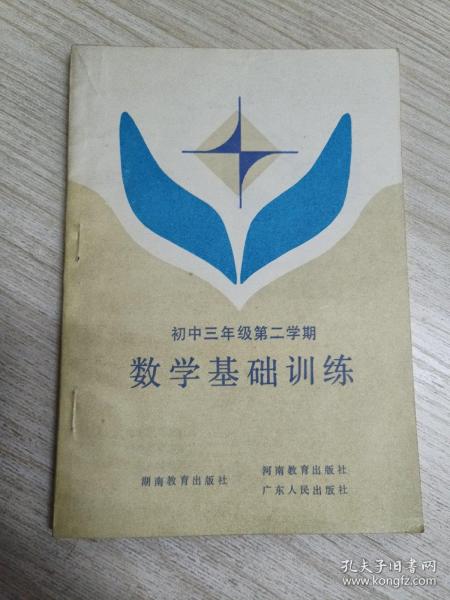 初中三年级第二学期
数学基础训练
湖南教育出版社
河南教育出版社
广东人民出版社
孔夫子旧书网
www.kongfz.com